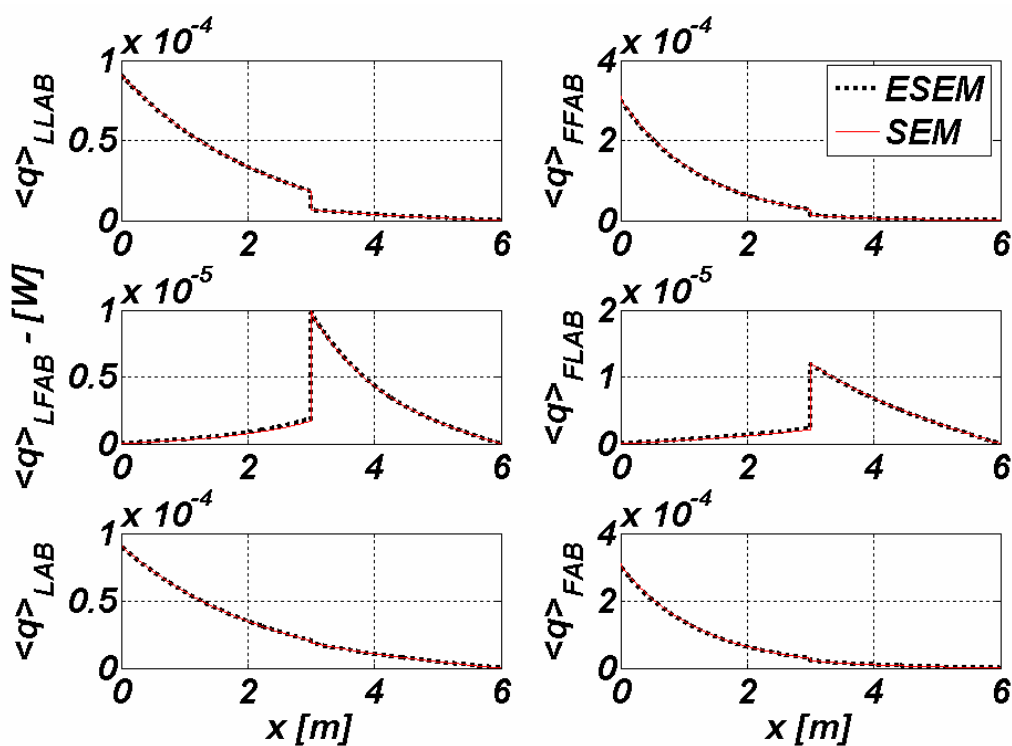 x 10^-4
1
0.5
0
<q>_LLAB
0 2 4 6
x 10^-4
4
2
0
<q>_FFAB
0 2 4 6
ESEM
SEM
x 10^-5
1
0.5
0
<q>_LFAB - [W]
0 2 4 6
x 10^-5
2
1
0
<q>_FLAB
0 2 4 6
x 10^-4
1
0.5
0
<q>_LAB
0 2 4 6
x [m]
x 10^-4
4
2
0
<q>_FAB
0 2 4 6
x [m]